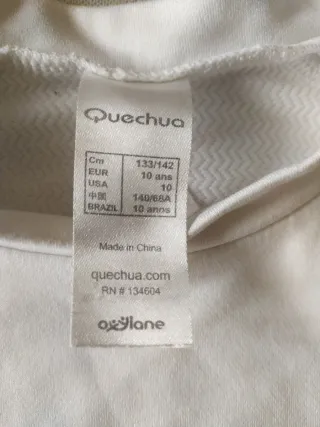 Quechua
Cm 133/142
EUR 10 ans
USA 10
中国 140/68A
BRAZIL 10 anos
Made in China
quechua.com
RN # 134604
oxylane